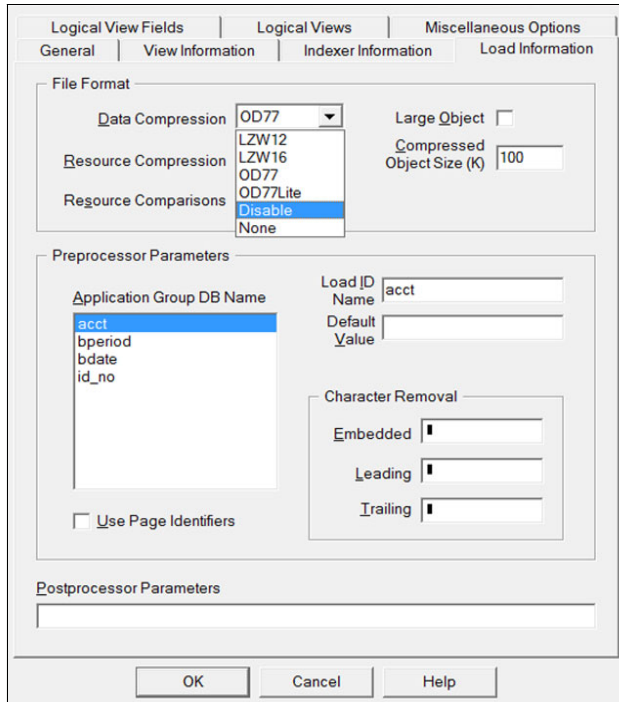 Logical View Fields Logical Views Miscellaneous Options
General View Information Indexer Information Load Information
File Format
Data Compression OD77 Large Object
LZW12
LZW16
OD77
OD77Lite
Disable
None
Resource Compression
Compressed
Object Size (K) 100
Resource Comparisons
Preprocessor Parameters
Application Group DB Name
acct
bperiod
bdate
id_no
Load ID
Name acct
Default
Value
Character Removal
Embedded
Leading
Trailing
Use Page Identifiers
Postprocessor Parameters
OK Cancel Help